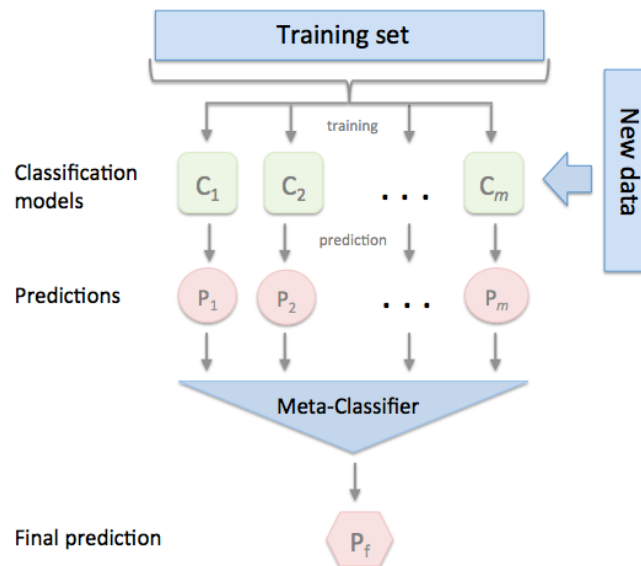 Training set
training
New data
Classification
models
C1 C2 . . . Cm
prediction
Predictions
P1 P2 . . . Pm
Meta-Classifier
Final prediction
Pf